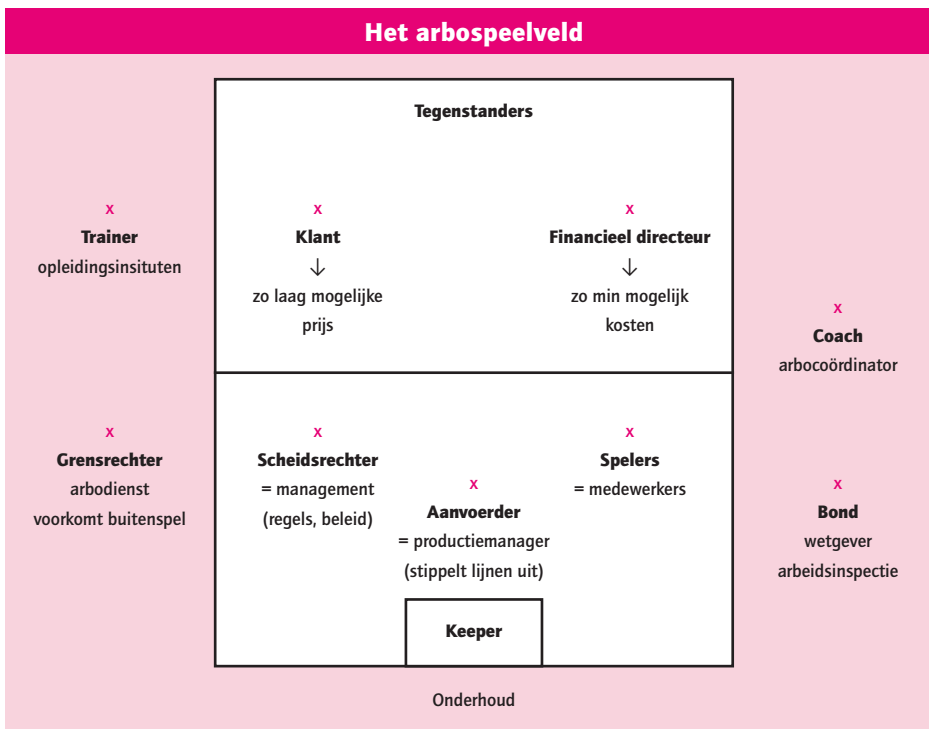 Het arbospeelveld
Tegenstanders
x
Trainer
opleidingsinsituten
x
Klant
↓
zo laag mogelijke
prijs
x
Financieel directeur
↓
zo min mogelijk
kosten
x
Coach
arbocoördinator
x
Grensrechter
arbodienst
voorkomt buitenspel
x
Scheidsrechter
= management
(regels, beleid)
x
Aanvoerder
= productiemanager
(stippelt lijnen uit)
x
Spelers
= medewerkers
x
Bond
wetgever
arbeidsinspectie
Keeper
Onderhoud